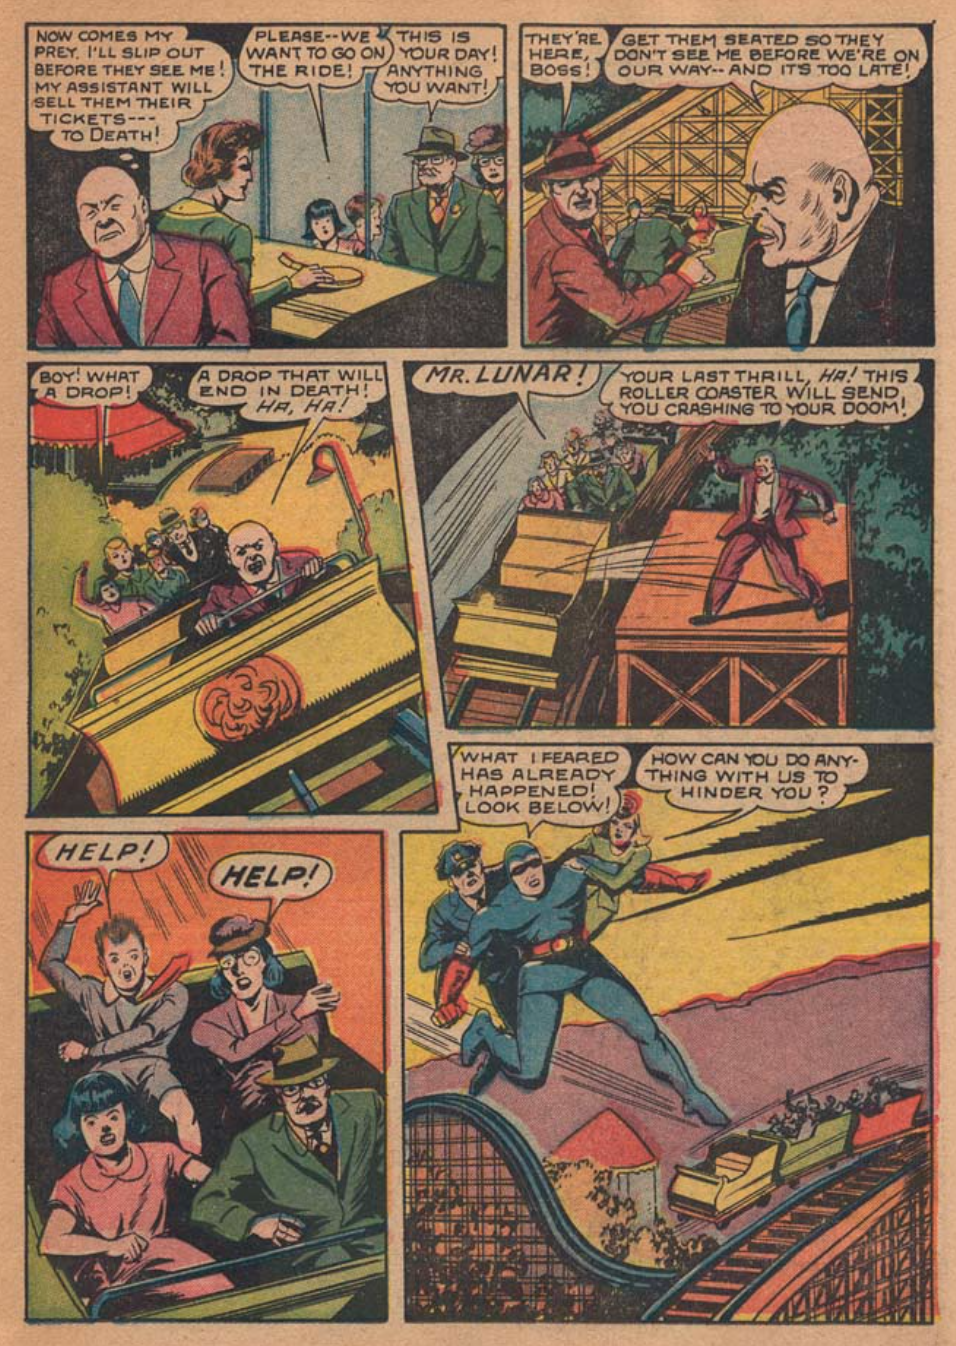 NOW COMES MY
PREY. I'LL SLIP OUT
BEFORE THEY SEE ME!
MY ASSISTANT WILL
SELL THEM THEIR
TICKETS---
TO DEATH!
PLEASE--WE
WANT TO GO ON
THE RIDE!
THIS IS
YOUR DAY!
ANYTHING
YOU WANT!
THEY'RE
HERE,
BOSS!
GET THEM SEATED SO THEY
DON'T SEE ME BEFORE WE'RE ON
OUR WAY--AND IT'S TOO LATE!
BOY! WHAT
A DROP!
A DROP THAT WILL
END IN DEATH!
HA, HA!
MR. LUNAR!
YOUR LAST THRILL, HA! THIS
ROLLER COASTER WILL SEND
YOU CRASHING TO YOUR DOOM!
HELP!
HELP!
WHAT I FEARED
HAS ALREADY
HAPPENED!
LOOK BELOW!
HOW CAN YOU DO ANY-
THING WITH US TO
HINDER YOU?